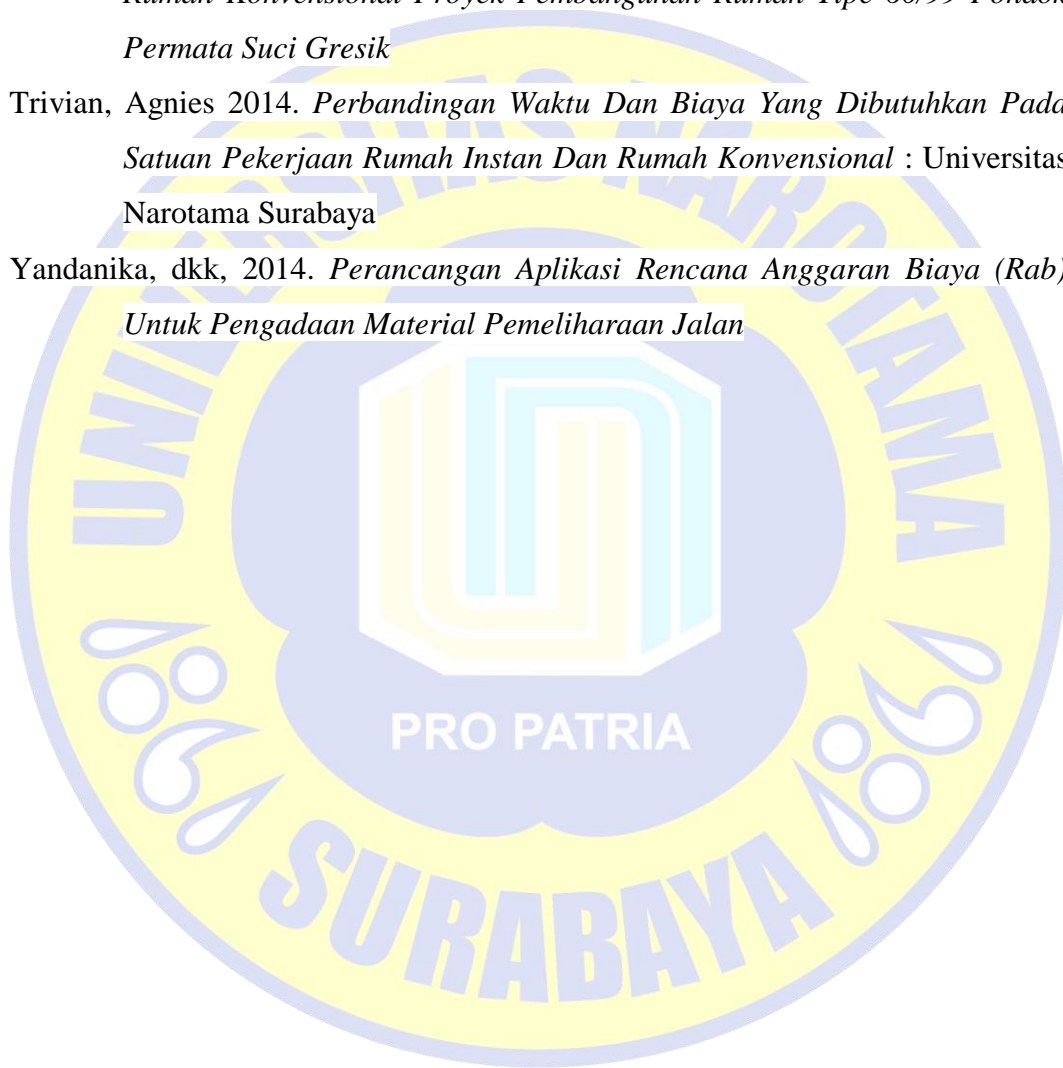 Permata Suci Gresik
Trivian, Agnies 2014. Perbandingan Waktu Dan Biaya Yang Dibutuhkan Pada
Satuan Pekerjaan Rumah Instan Dan Rumah Konvensional : Universitas
Narotama Surabaya
Yandanika, dkk, 2014. Perancangan Aplikasi Rencana Anggaran Biaya (Rab)
Untuk Pengadaan Material Pemeliharaan Jalan
UNIVERSITAS NAROTAMA
PRO PATRIA
SURABAYA